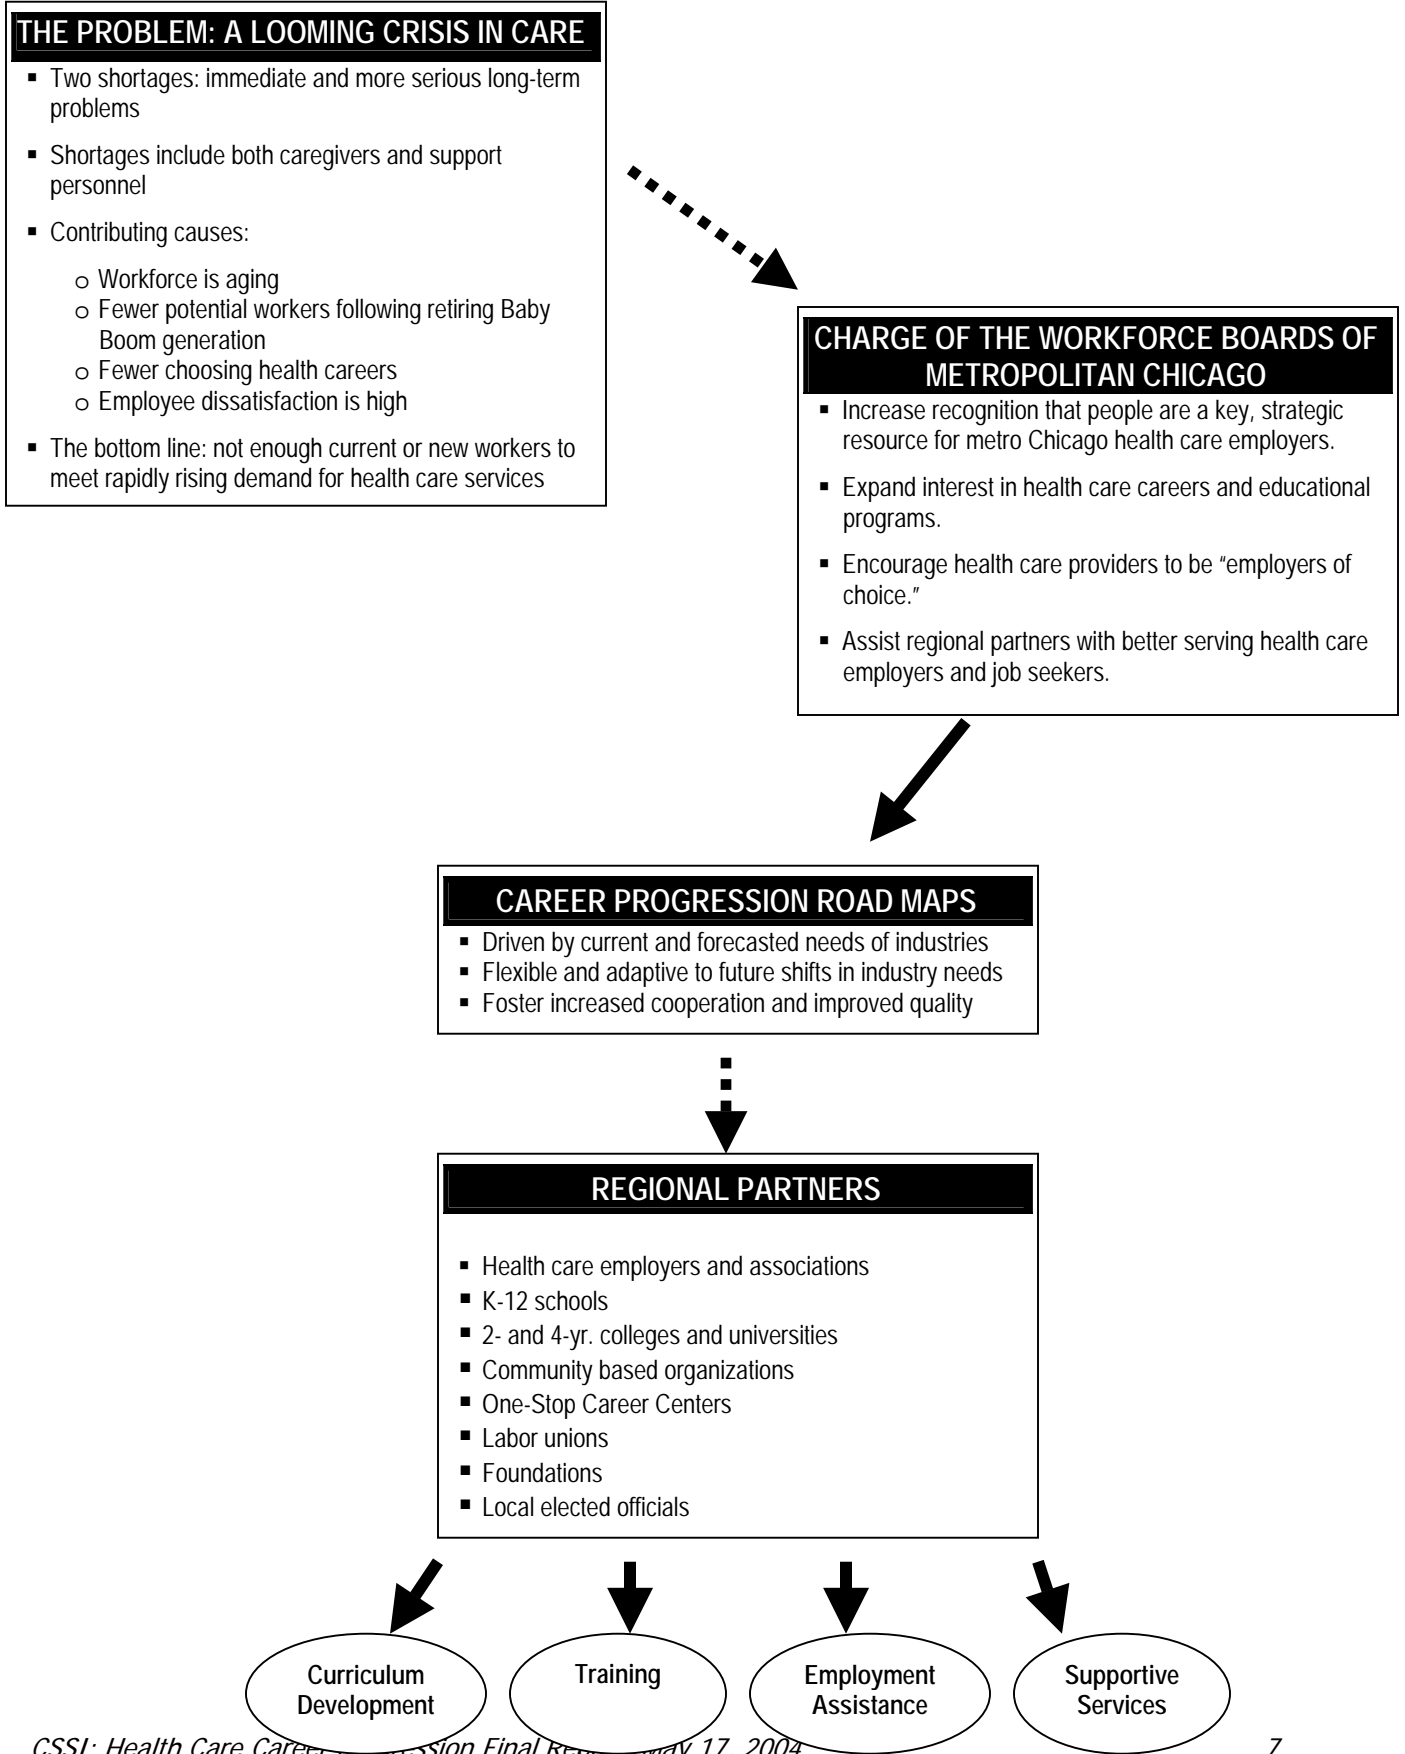 THE PROBLEM: A LOOMING CRISIS IN CARE
▪ Two shortages: immediate and more serious long-term
problems
▪ Shortages include both caregivers and support
personnel
▪ Contributing causes:
o Workforce is aging
o Fewer potential workers following retiring Baby
Boom generation
o Fewer choosing health careers
o Employee dissatisfaction is high
▪ The bottom line: not enough current or new workers to
meet rapidly rising demand for health care services
CHARGE OF THE WORKFORCE BOARDS OF
METROPOLITAN CHICAGO
▪ Increase recognition that people are a key, strategic
resource for metro Chicago health care employers.
▪ Expand interest in health care careers and educational
programs.
▪ Encourage health care providers to be “employers of
choice.”
▪ Assist regional partners with better serving health care
employers and job seekers.
CAREER PROGRESSION ROAD MAPS
▪ Driven by current and forecasted needs of industries
▪ Flexible and adaptive to future shifts in industry needs
▪ Foster increased cooperation and improved quality
REGIONAL PARTNERS
▪ Health care employers and associations
▪ K-12 schools
▪ 2- and 4-yr. colleges and universities
▪ Community based organizations
▪ One-Stop Career Centers
▪ Labor unions
▪ Foundations
▪ Local elected officials
Curriculum
Development
Training
Employment
Assistance
Supportive
Services
CSSI: Health Care Career Final May 17, 2004 7